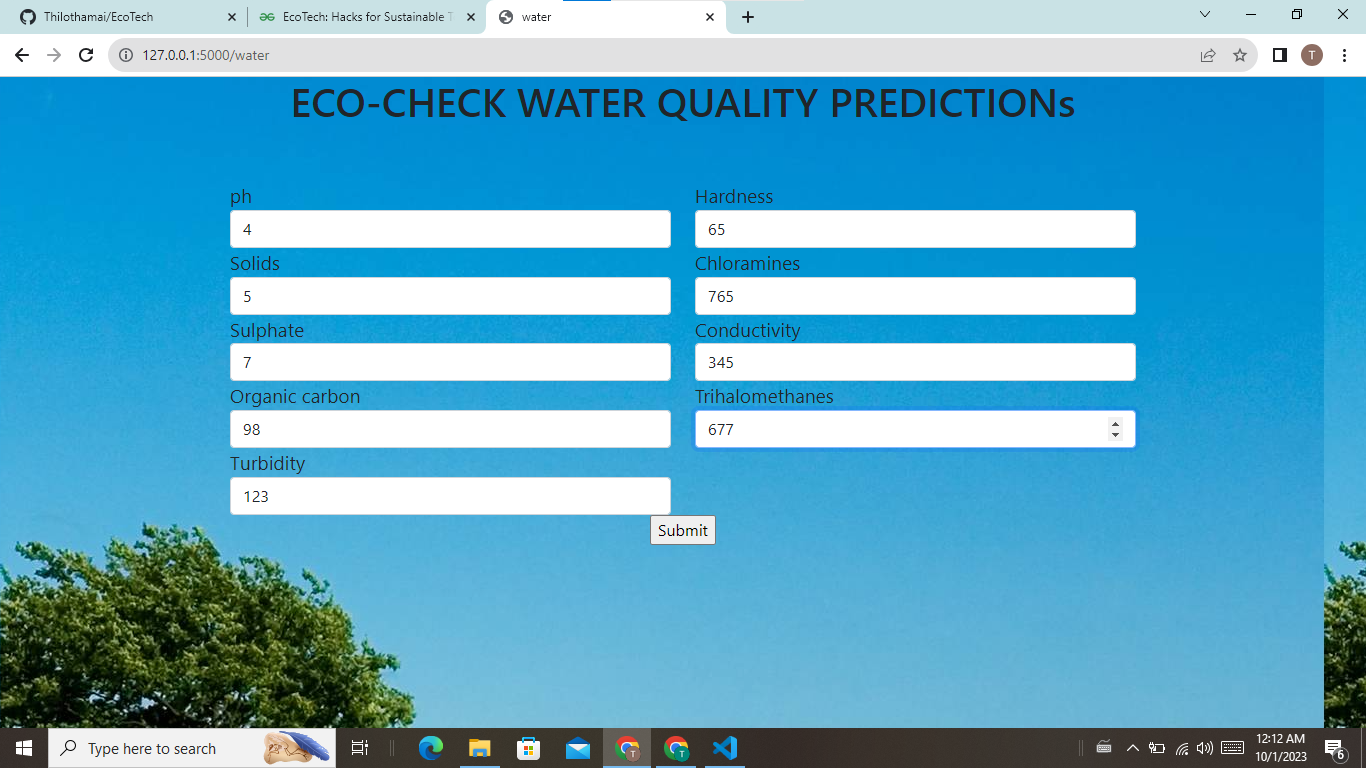 Thilothamai/EcoTech
EcoTech: Hacks for Sustainable T
water
127.0.0.1:5000/water
T
ECO-CHECK WATER QUALITY PREDICTIONs
ph
Hardness
4
65
Solids
Chloramines
5
765
Sulphate
Conductivity
7
345
Organic carbon
Trihalomethanes
98
677
Turbidity
123
Submit
Type here to search
T
T
12:12 AM
10/1/2023
6